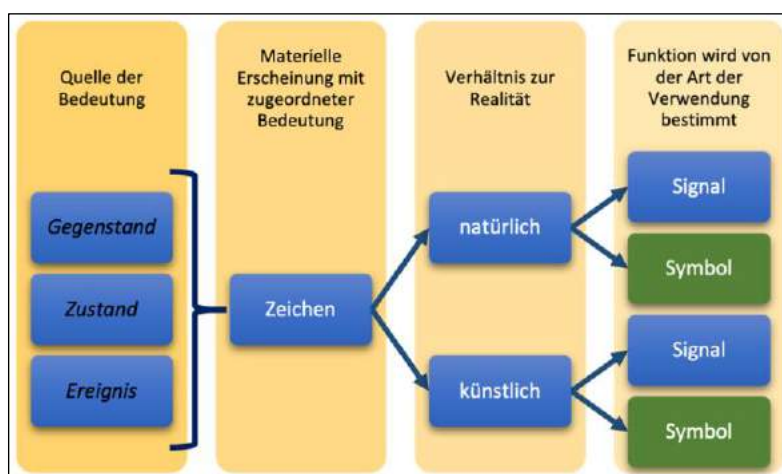 Quelle der
Bedeutung
Materielle
Erscheinung mit
zugeordneter
Bedeutung
Verhältnis zur
Realität
Funktion wird von
der Art der
Verwendung
bestimmt
Gegenstand
Zustand
Ereignis
Zeichen
natürlich
künstlich
Signal
Symbol
Signal
Symbol